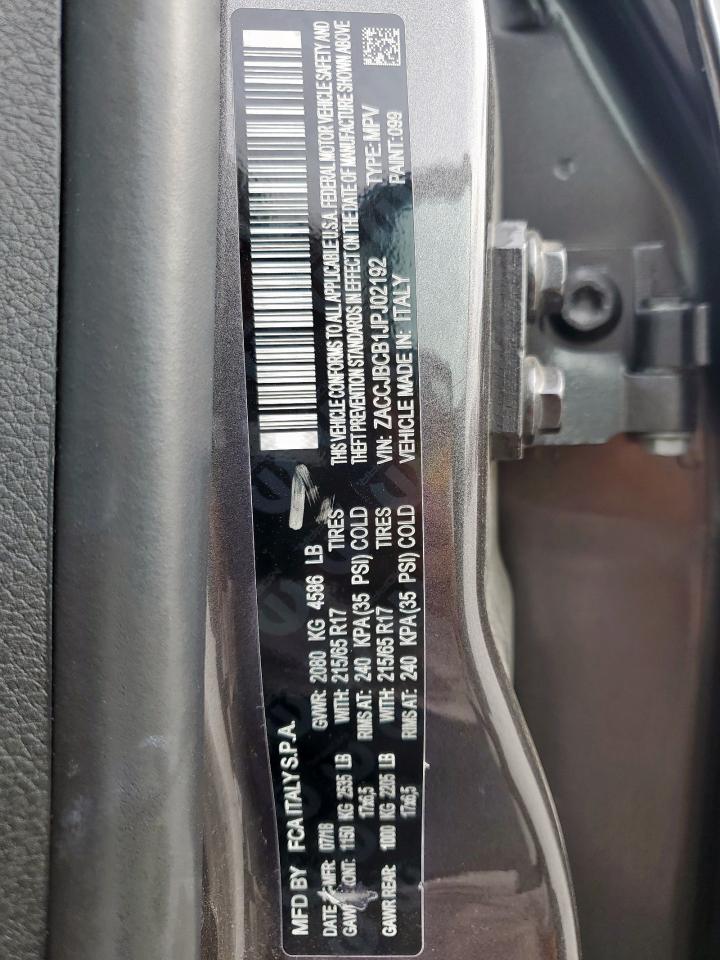 MFD BY FCA ITALY S.P.A.
GWVR: 2080 KG 4586 LB
DATE MFR: 07/18
WITH: 215/65 R17 TIRES
1150 KG 2535 LB
RIMS AT: 240 KPA(35 PSI) COLD
17x6,5
WITH: 215/65 R17 TIRES
GAWR REAR: 1000 KG 2205 LB
RIMS AT: 240 KPA(35 PSI) COLD
17x6,5
THIS VEHICLE CONFORMS TO ALL APPLICABLE U.S.A. FEDERAL MOTOR VEHICLE SAFETY AND
THEFT PREVENTION STANDARDS IN EFFECT ON THE DATE OF MANUFACTURE SHOWN ABOVE
VIN: ZACCJBCB1JPJ02192 TYPE: MPV
VEHICLE MADE IN: ITALY PAINT: 099